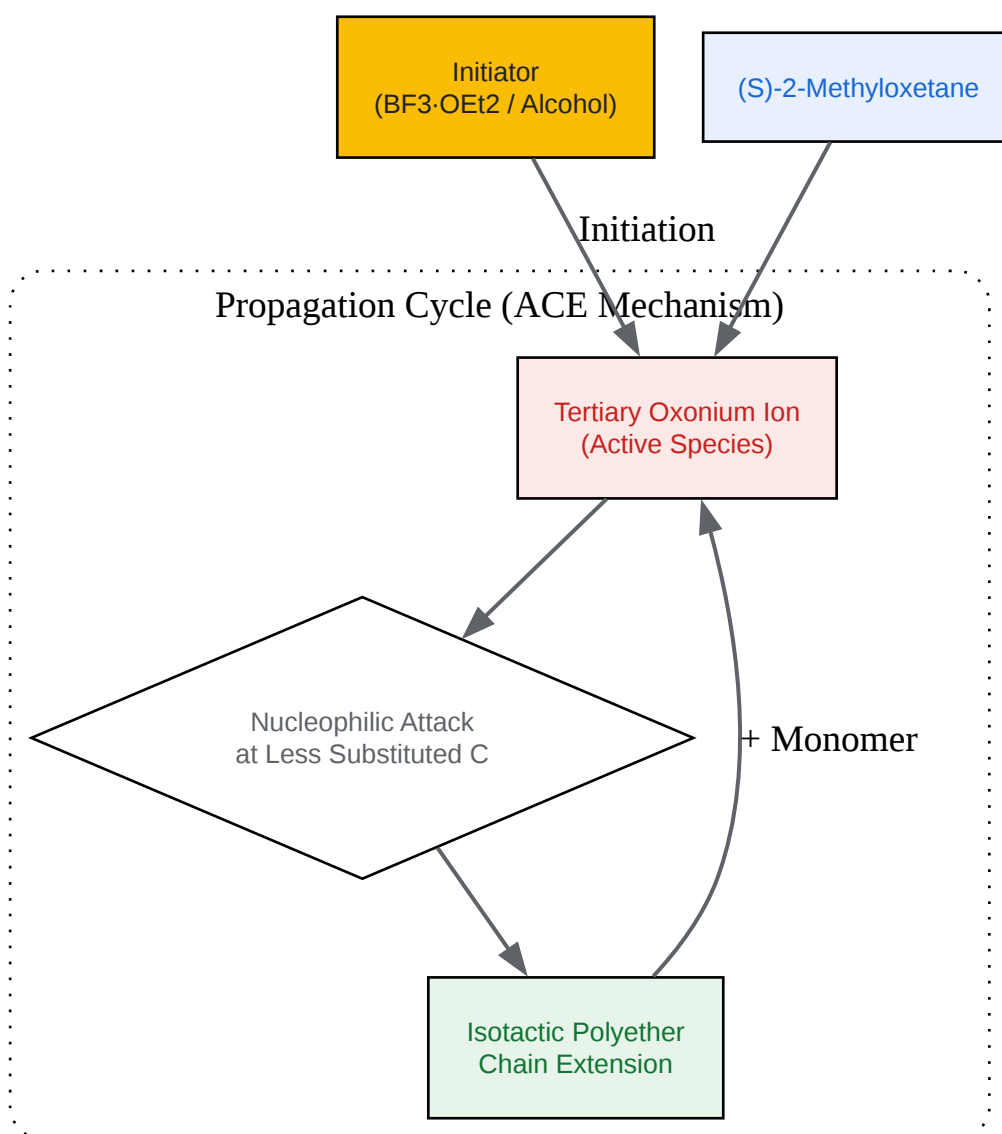 Initiator
(BF3·OEt2 / Alcohol)
(S)-2-Methyloxetane
Initiation
Propagation Cycle (ACE Mechanism)
Tertiary Oxonium Ion
(Active Species)
Nucleophilic Attack
at Less Substituted C
+ Monomer
Isotactic Polyether
Chain Extension